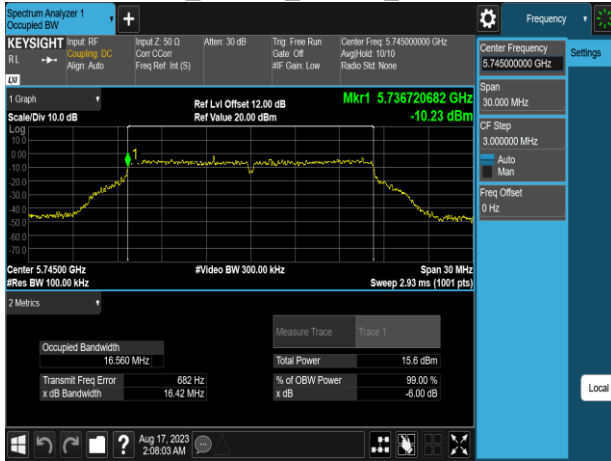 Spectrum Analyzer 1
Occupied BW
+
Frequency
KEYSIGHT
RL
LXI
Input: RF
Coupling: DC
Align: Auto
Input Z: 50 Ω
Corr CCorr
Freq Ref: Int (S)
Atten: 30 dB
Trig: Free Run
Gate: Off
#IF Gain: Low
Center Freq: 5.745000000 GHz
Avg|Hold: 10/10
Radio Std: None
Center Frequency
5.745000000 GHz
Settings
Span
30.000 MHz
CF Step
3.000000 MHz
Auto
Man
Freq Offset
0 Hz
1 Graph
Scale/Div 10.0 dB
Ref Lvl Offset 12.00 dB
Ref Value 20.00 dBm
Mkr1 5.736720682 GHz
-10.23 dBm
Log
10.0
0.00
-10.0
-20.0
-30.0
-40.0
-50.0
-60.0
-70.0
1
Center 5.74500 GHz
#Res BW 100.00 kHz
#Video BW 300.00 kHz
Span 30 MHz
Sweep 2.93 ms (1001 pts)
2 Metrics
Measure Trace
Trace 1
Occupied Bandwidth
16.560 MHz
Total Power
15.6 dBm
Transmit Freq Error
682 Hz
% of OBW Power
99.00 %
x dB Bandwidth
16.42 MHz
x dB
-6.00 dB
Local
?
Aug 17, 2023
2:08:03 AM